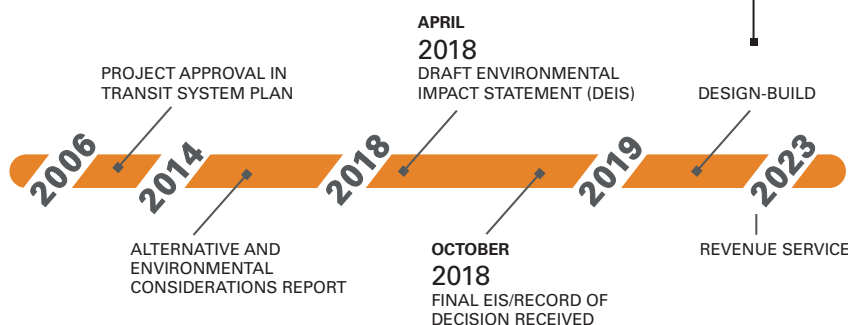 APRIL
2018
DRAFT ENVIRONMENTAL
IMPACT STATEMENT (DEIS)
PROJECT APPROVAL IN
TRANSIT SYSTEM PLAN
DESIGN-BUILD
2006
2014
2018
2019
2023
ALTERNATIVE AND
ENVIRONMENTAL
CONSIDERATIONS REPORT
OCTOBER
2018
FINAL EIS/RECORD OF
DECISION RECEIVED
REVENUE SERVICE